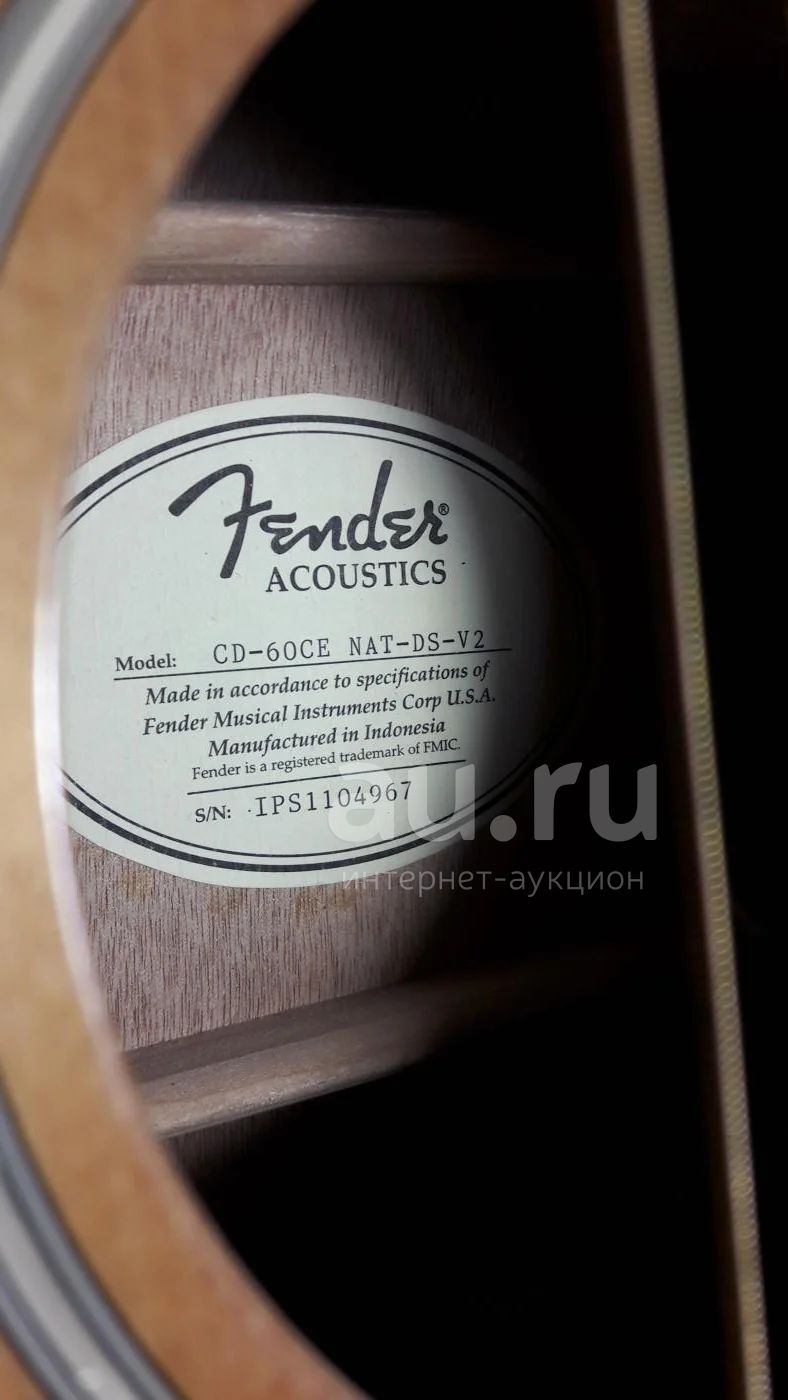 Fender®
ACOUSTICS
Model: CD-60CE NAT-DS-V2
Made in accordance to specifications of
Fender Musical Instruments Corp U.S.A.
Manufactured in Indonesia
Fender is a registered trademark of FMIC.
S/N: IPS1104967
au.ru
интернет-аукцион